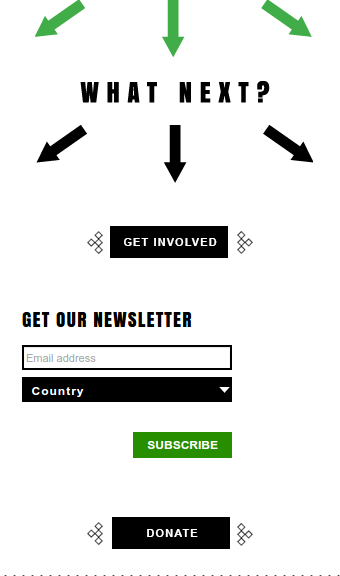 WHAT NEXT?
GET INVOLVED
GET OUR NEWSLETTER
Email address
Country
SUBSCRIBE
DONATE